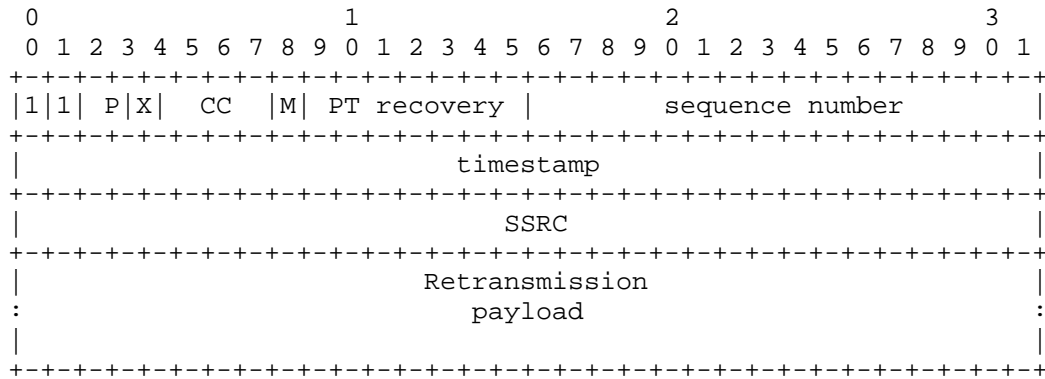 0                   1                   2                   3
 0 1 2 3 4 5 6 7 8 9 0 1 2 3 4 5 6 7 8 9 0 1 2 3 4 5 6 7 8 9 0 1
+-+-+-+-+-+-+-+-+-+-+-+-+-+-+-+-+-+-+-+-+-+-+-+-+-+-+-+-+-+-+-+-+
|1|1| P|X|  CC   |M| PT recovery |        sequence number        |
+-+-+-+-+-+-+-+-+-+-+-+-+-+-+-+-+-+-+-+-+-+-+-+-+-+-+-+-+-+-+-+-+
|                           timestamp                           |
+-+-+-+-+-+-+-+-+-+-+-+-+-+-+-+-+-+-+-+-+-+-+-+-+-+-+-+-+-+-+-+-+
|                              SSRC                             |
+-+-+-+-+-+-+-+-+-+-+-+-+-+-+-+-+-+-+-+-+-+-+-+-+-+-+-+-+-+-+-+-+
|                         Retransmission                        |
:                            payload                            :
|                                                               |
+-+-+-+-+-+-+-+-+-+-+-+-+-+-+-+-+-+-+-+-+-+-+-+-+-+-+-+-+-+-+-+-+